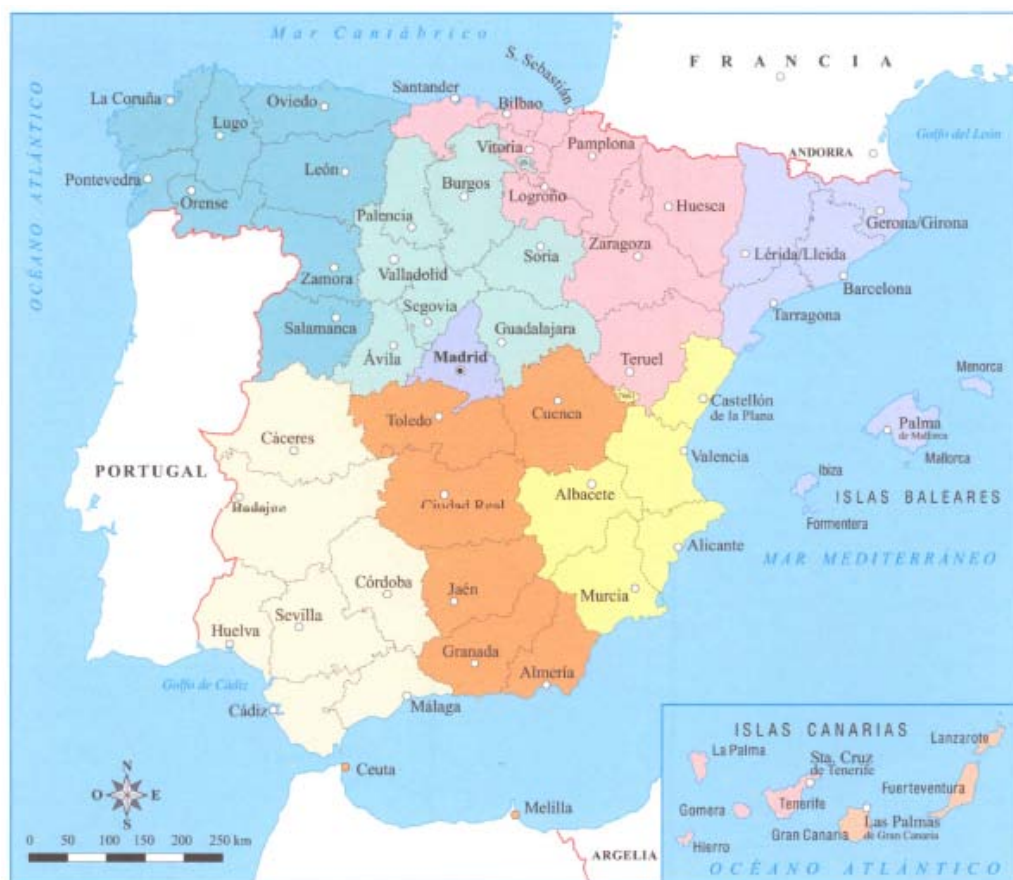 Mar Cantábrico
FRANCIA
OCÉANO ATLÁNTICO
S. Sebastián
Santander
La Coruña
Oviedo
Bilbao
Lugo
Golfo del León
Vitoria
Pamplona
ANDORRA
León
Pontevedra
Burgos
Orense
Logroño
Huesca
Palencia
Gerona/Girona
Zaragoza
Soria
Lérida/Lleida
Zamora
Valladolid
Barcelona
Segovia
Tarragona
Salamanca
Guadalajara
Ávila
Madrid
Teruel
Menorca
Castellón
de la Plana
Toledo
Cuenca
Palma
de Mallorca
Cáceres
Valencia
Mallorca
PORTUGAL
Ibiza
Albacete
ISLAS BALEARES
Badajoz
Ciudad Real
Formentera
Alicante
MAR MEDITERRÁNEO
Córdoba
Jaén
Murcia
Sevilla
Huelva
Granada
Almería
Golfo de Cádiz
Cádiz
Málaga
ISLAS CANARIAS
Lanzarote
La Palma
Sta. Cruz
de Tenerife
Ceuta
N
O E
S
Fuerteventura
Tenerife
Gomera
Melilla
Las Palmas
de Gran Canaria
Gran Canaria
Hierro
0 50 100 150 200 250 km
ARGELIA
OCÉANO ATLÁNTICO